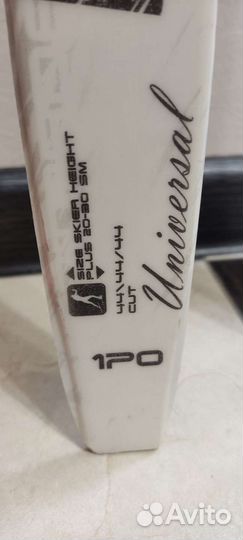 SIZE SKIER HEIGHT
PLUS 20-30 SM
44/44/44
CUT
Universal
170
Avito